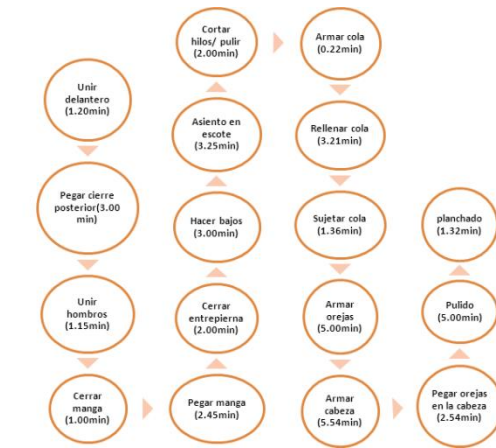 Unir
delantero
(1.20min)
Pegar cierre
posterior(3.00
min)
Unir
hombros
(1.15min)
Cerrar
manga
(1.00min)
Pegar manga
(2.45min)
Cerrar
entrepierna
(2.00min)
Hacer bajos
(3.00min)
Asiento en
escote
(3.25min)
Cortar
hilos/ pulir
(2.00min)
Armar cola
(0.22min)
Rellenar cola
(3.21min)
Sujetar cola
(1.36min)
Armar
orejas
(5.00min)
Armar
cabeza
(5.54min)
Pegar orejas
en la cabeza
(2.54min)
Pulido
(5.00min)
planchado
(1.32min)